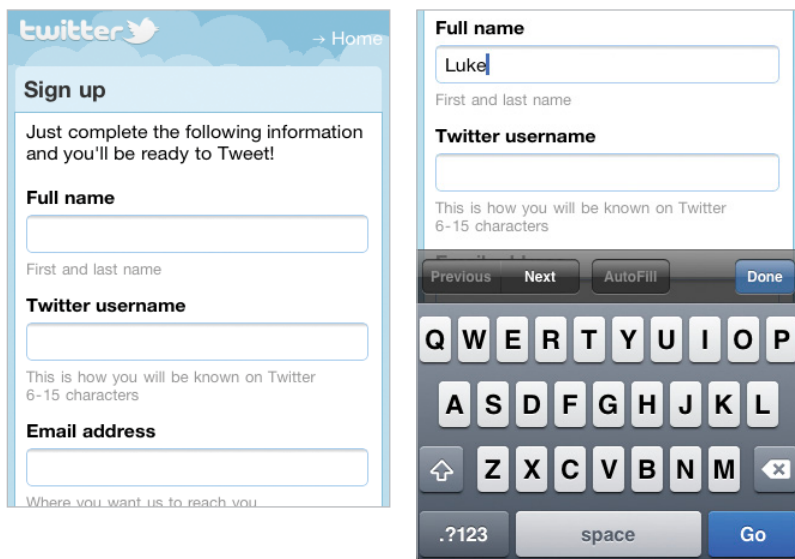 twitter
→ Home
Sign up
Just complete the following information
and you'll be ready to Tweet!
Full name
First and last name
Twitter username
This is how you will be known on Twitter
6-15 characters
Email address
Where you want us to reach you
Full name
Luke
First and last name
Twitter username
This is how you will be known on Twitter
6-15 characters
Email address
Previous Next AutoFill Done
Q W E R T Y U I O P
A S D F G H J K L
Z X C V B N M
.?123 space Go